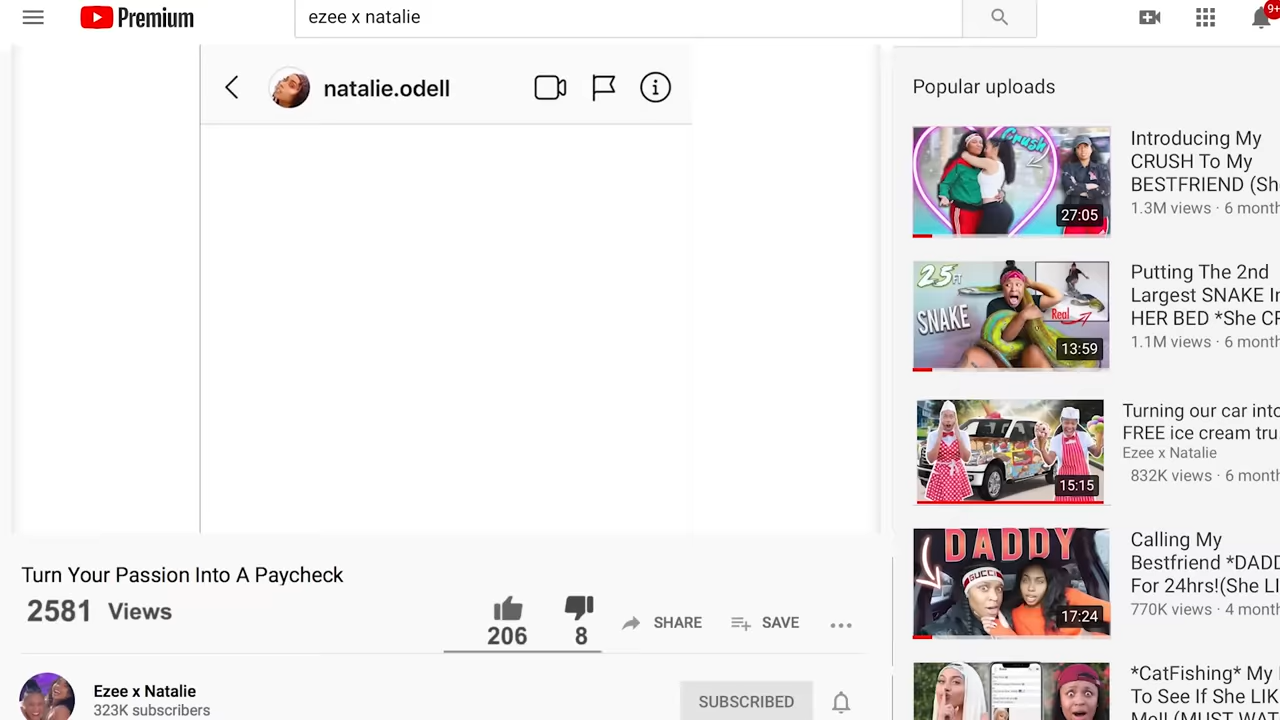 Premium
ezee x natalie
9+
natalie.odell
Turn Your Passion Into A Paycheck
2581 Views
206
8
SHARE
SAVE
Ezee x Natalie
323K subscribers
SUBSCRIBED
Popular uploads
Crush
27:05
Introducing My
CRUSH To My
BESTFRIEND (Sh
1.3M views · 6 month
25FT
SNAKE
Real
13:59
Putting The 2nd
Largest SNAKE I
HER BED *She C
1.1M views · 6 month
15:15
Turning our car into
FREE ice cream tru
Ezee x Natalie
832K views · 6 month
DADDY
GUCCI
17:24
Calling My
Bestfriend *DADD
For 24hrs!(She LI
770K views · 4 month
*CatFishing* My
To See If She LIK